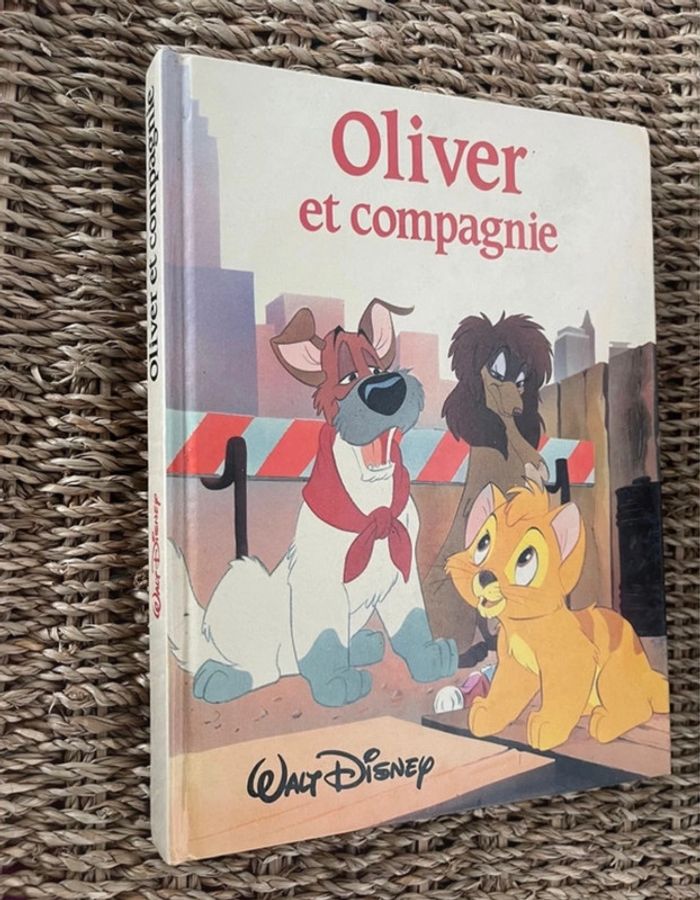 Oliver
et compagnie
Walt Disney
Oliver et compagnie
Walt Disney